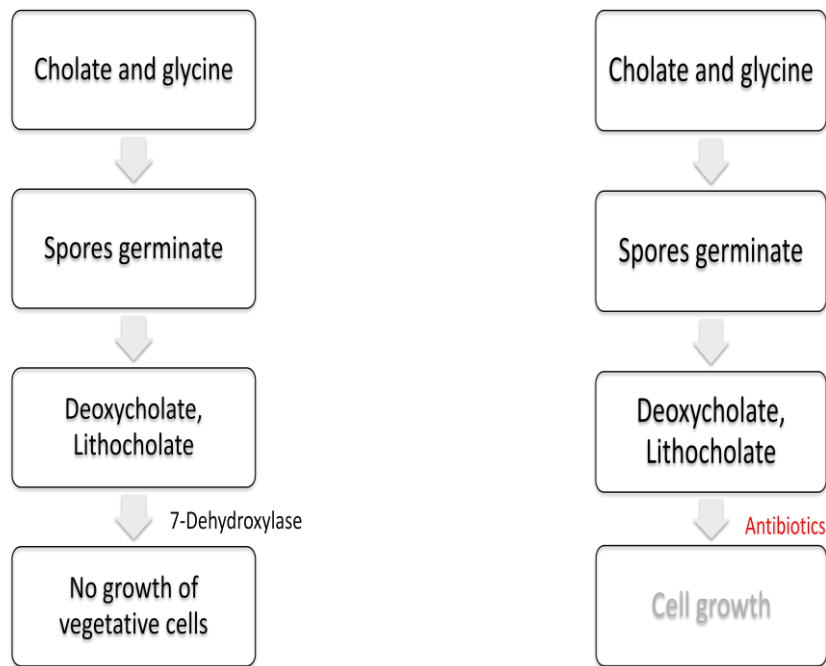 Cholate and glycine
Spores germinate
Deoxycholate,
Lithocholate
7-Dehydroxylase
No growth of
vegetative cells
Cholate and glycine
Spores germinate
Deoxycholate,
Lithocholate
Antibiotics
Cell growth